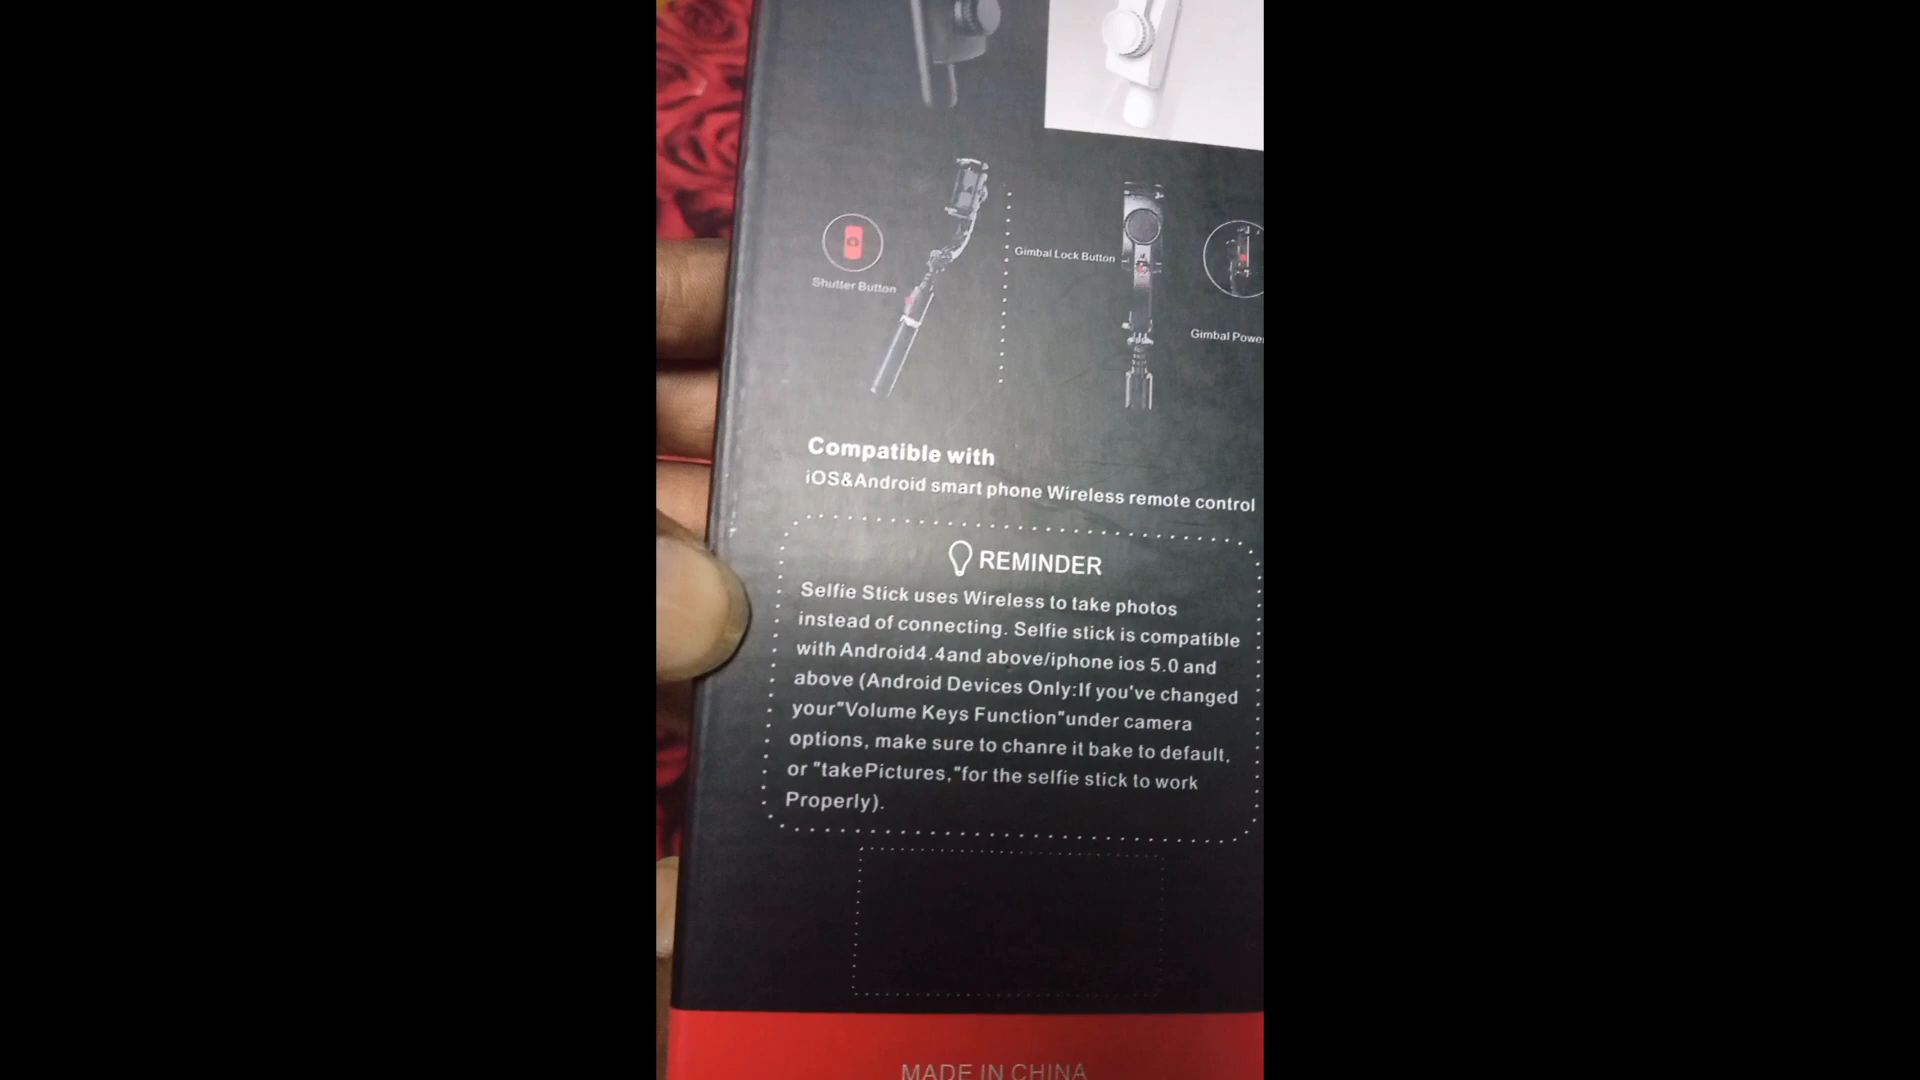 Gimbal Lock Button
Shutter Button
Gimbal
Compatible with
iOS&Android smart phone Wireless remote control
REMINDER
Selfie Stick uses Wireless to take photos
instead of connecting. Selfie stick is compatible
with Android4.4and above/iphone ios 5.0 and
above (Android Devices Only:If you've changed
your"Volume Keys Function"under camera
options, make sure to chanre it bake to default,
or "takePictures,"for the selfie stick to work
Properly).
MADE IN CHINA